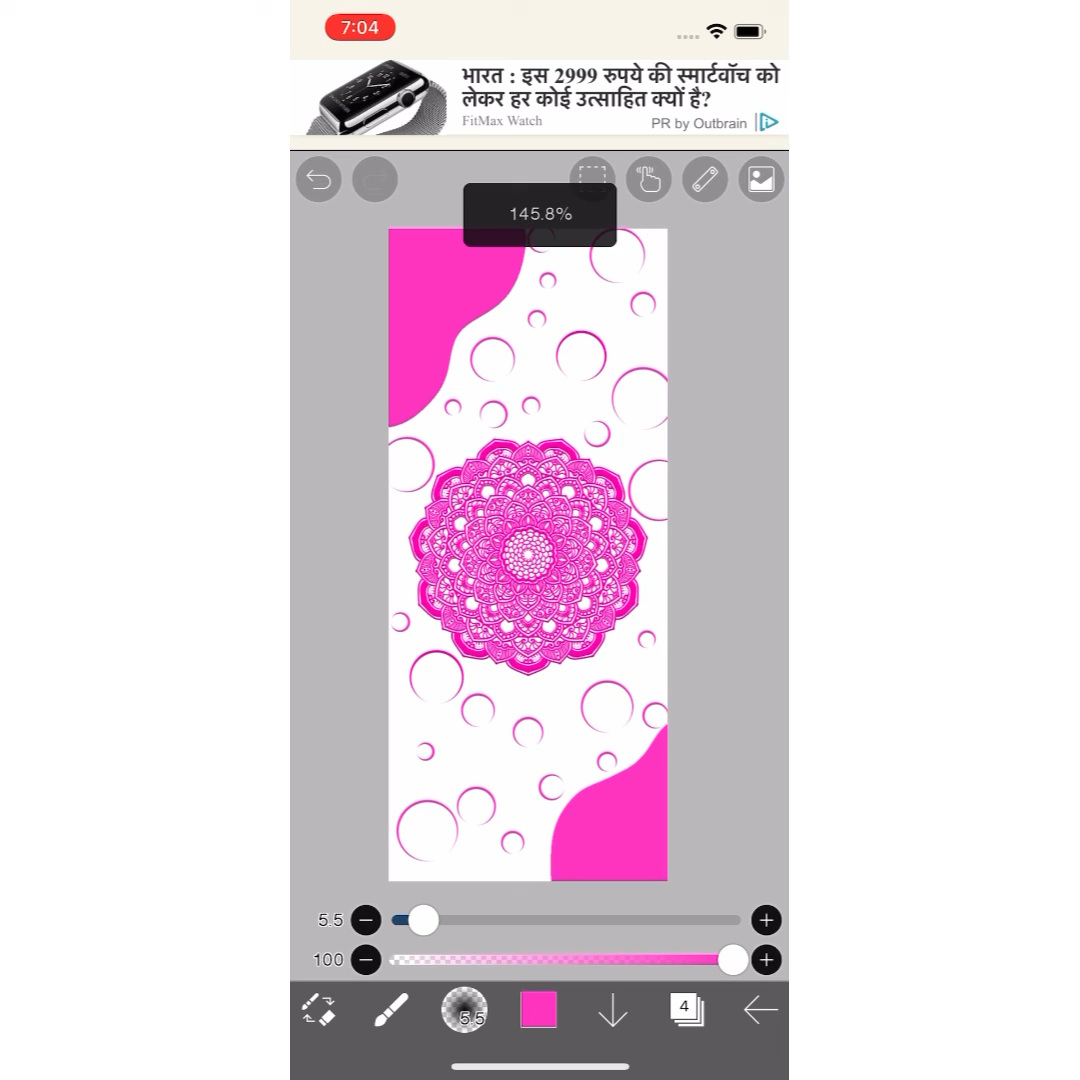 7:04
भारत : इस 2999 रुपये की स्मार्टवॉच को
लेकर हर कोई उत्साहित क्यों है?
FitMax Watch
PR by Outbrain
145.8%
5.5
100
5.5
4